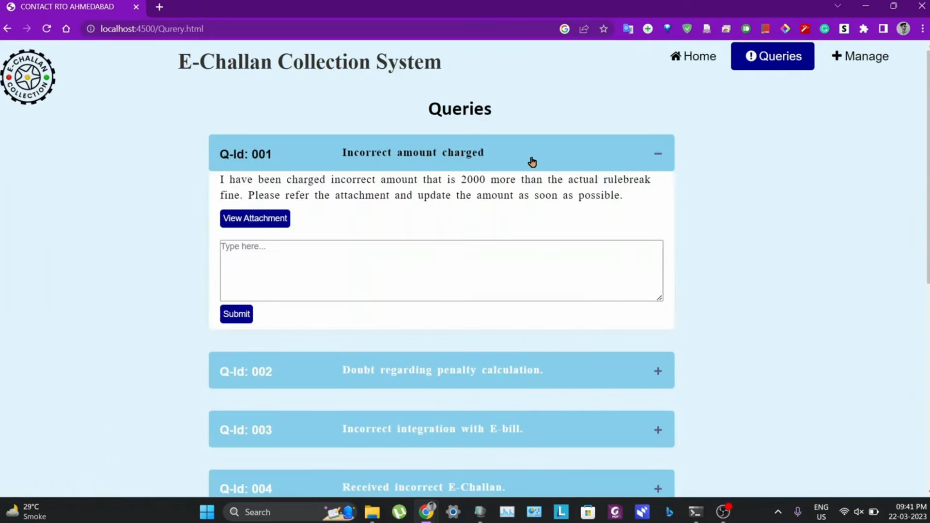 CONTACT RTO AHMEDABAD
localhost:4500/Qurery.html
E-CHALLAN COLLECTION
E-Challan Collection System
Home
Queries
Manage
Queries
Q-Id: 001 Incorrect amount charged
I have been charged incorrect amount that is 2000 more than the actual rulebreak
fine. Please refer the attachment and update the amount as soon as possible.
View Attachment
Type here...
Submit
Q-Id: 002 Doubt regarding penalty calculation.
Q-Id: 003 Incorrect integration with E-bill.
Q-Id: 004 Received incorrect E-Challan.
29°C
Smoke
Search
ENG
US
09:41 PM
22-03-2023